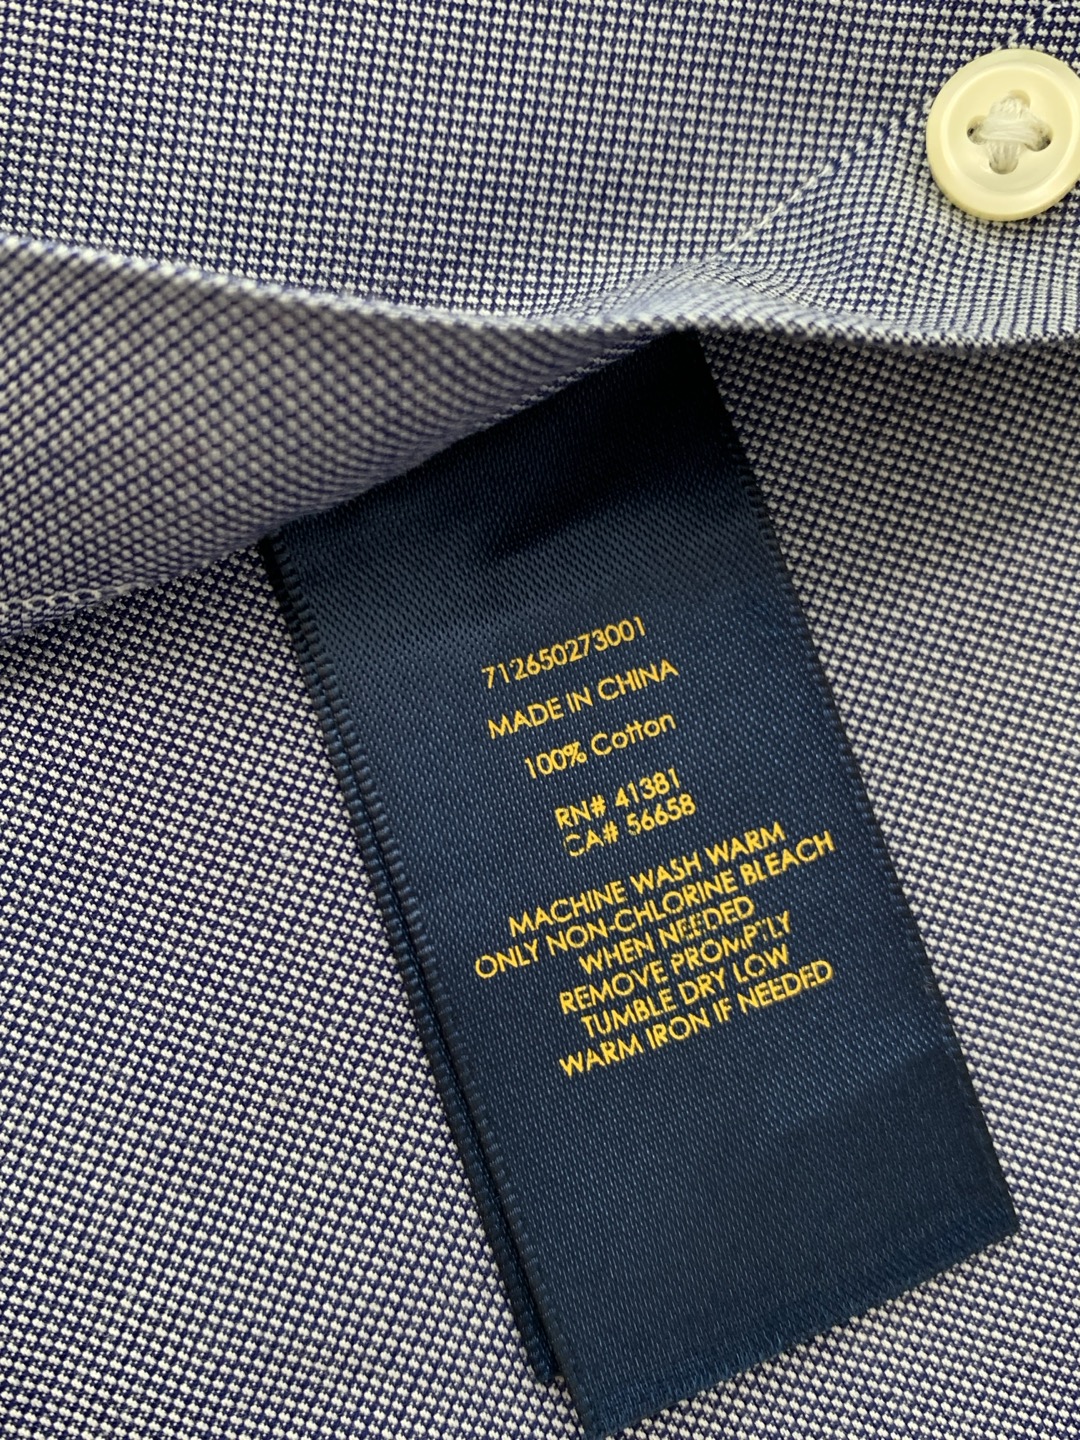 712650273001
MADE IN CHINA
100% Cotton
RN# 41381
CA# 56658
MACHINE WASH WARM
ONLY NON-CHLORINE BLEACH
WHEN NEEDED
REMOVE PROMPTLY
TUMBLE DRY LOW
WARM IRON IF NEEDED